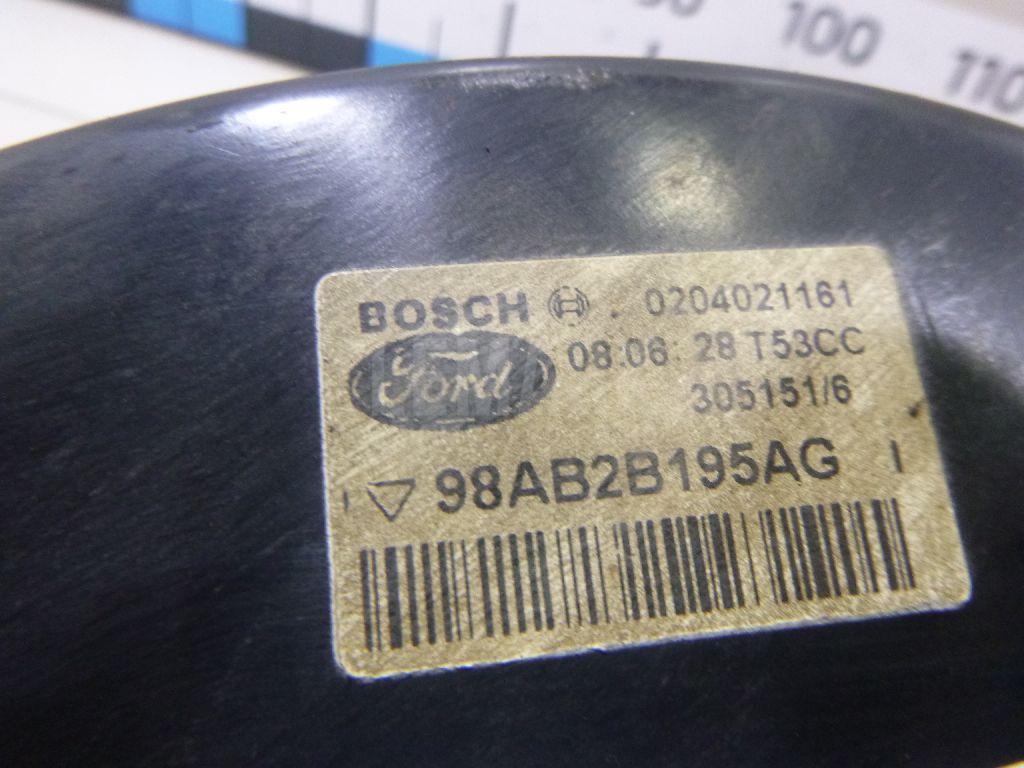 100
110
BOSCH . 0204021161
Ford 08.06: 28 T53CC
305151/6
98AB2B195AG